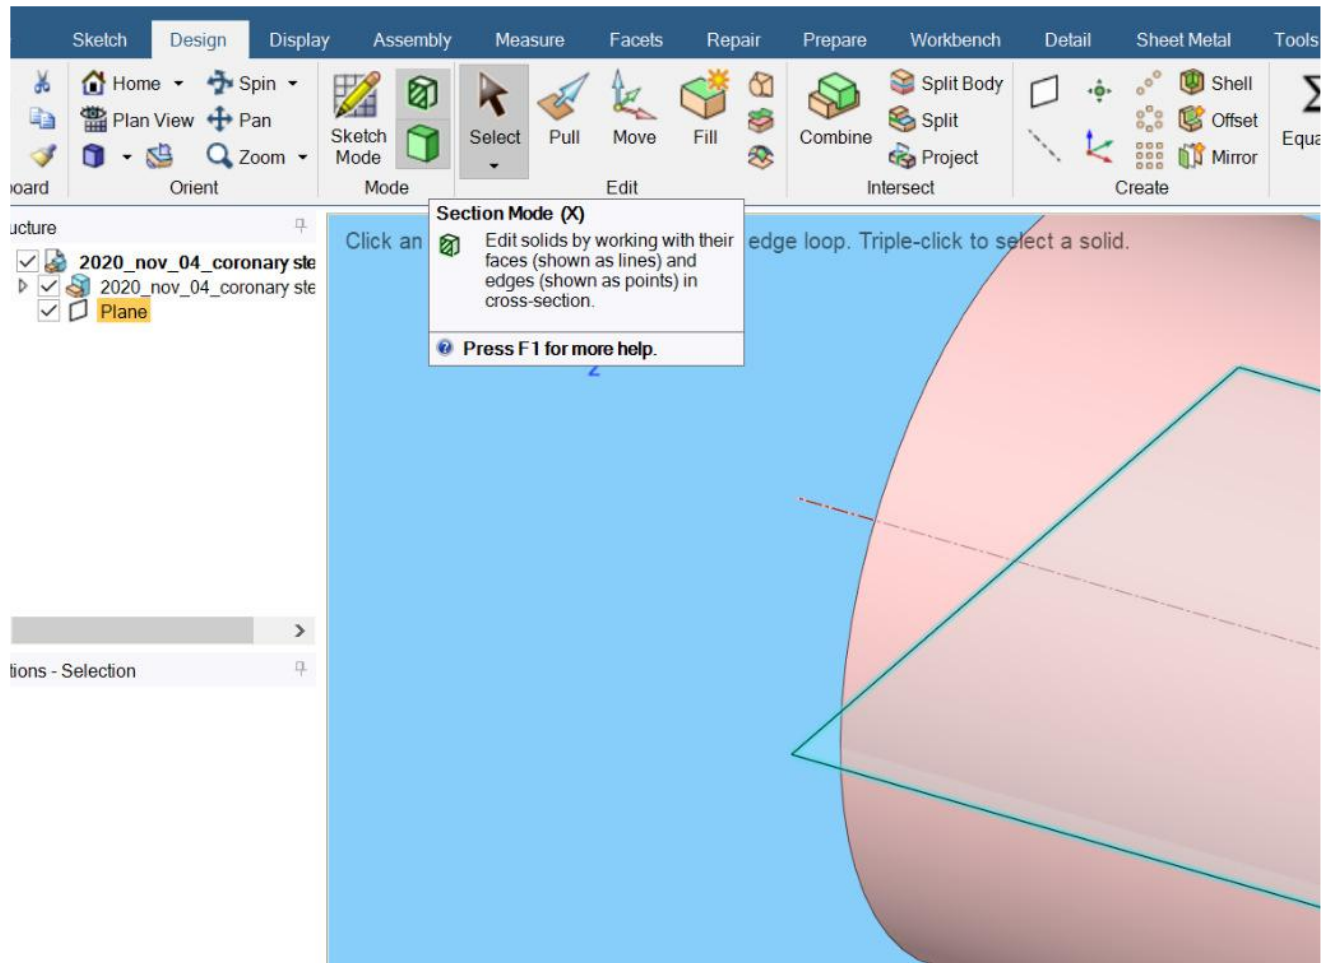 Sketch Design Display Assembly Measure Facets Repair Prepare Workbench Detail Sheet Metal Tools
Home Spin
Plan View Pan
Zoom
Sketch Mode
Select
Pull
Move
Fill
Combine
Split Body
Split
Project
Shell
Offset
Mirror
Equa
oard Orient Mode Edit Intersect Create
ucture
2020_nov_04_coronary ste
2020_nov_04_coronary ste
Plane
tions - Selection
Click an
edge loop. Triple-click to select a solid.
Section Mode (X)
Edit solids by working with their
faces (shown as lines) and
edges (shown as points) in
cross-section.
Press F1 for more help.